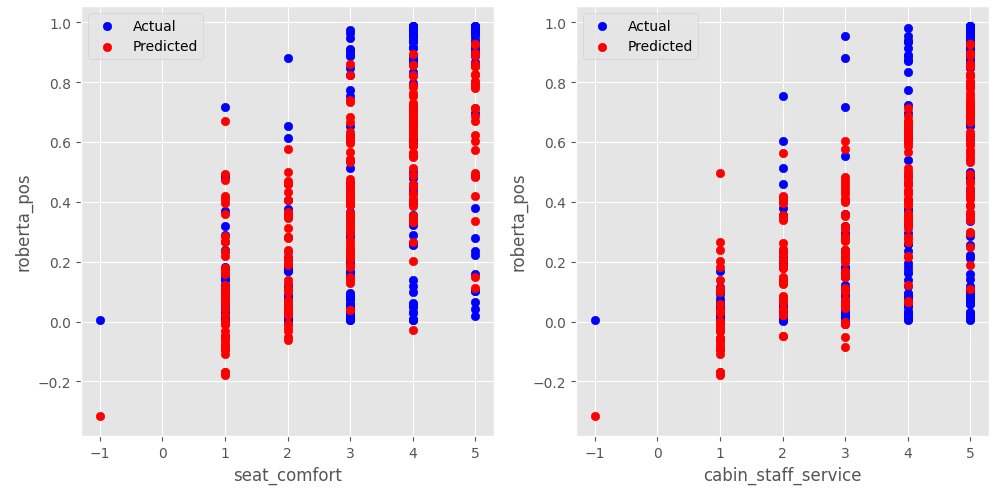 Actual
Predicted
1.0
0.8
0.6
0.4
0.2
0.0
−0.2
roberta_pos
−1 0 1 2 3 4 5
seat_comfort
Actual
Predicted
1.0
0.8
0.6
0.4
0.2
0.0
−0.2
roberta_pos
−1 0 1 2 3 4 5
cabin_staff_service